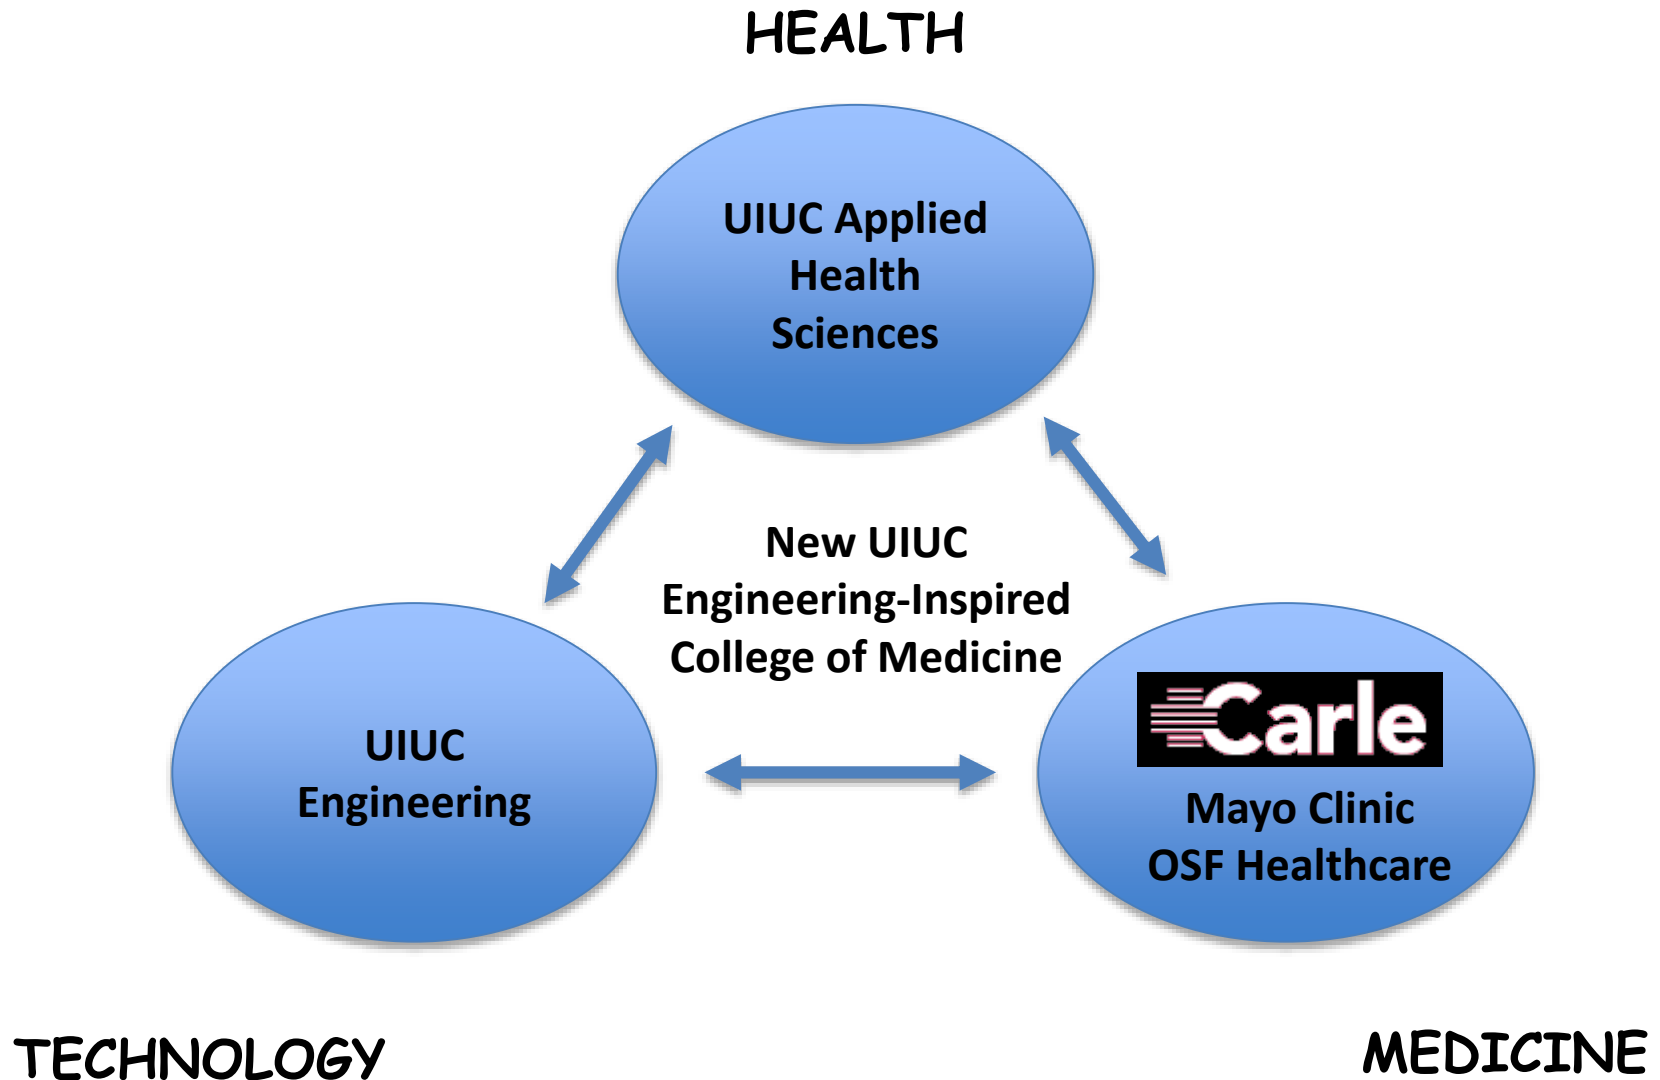 HEALTH
UIUC Applied
Health
Sciences
New UIUC
Engineering-Inspired
College of Medicine
UIUC
Engineering
Carle
Mayo Clinic
OSF Healthcare
TECHNOLOGY
MEDICINE